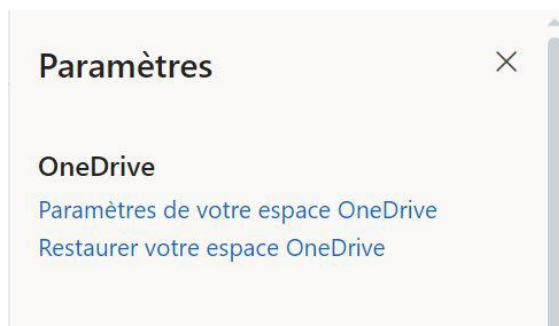 Paramètres
OneDrive
Paramètres de votre espace OneDrive
Restaurer votre espace OneDrive